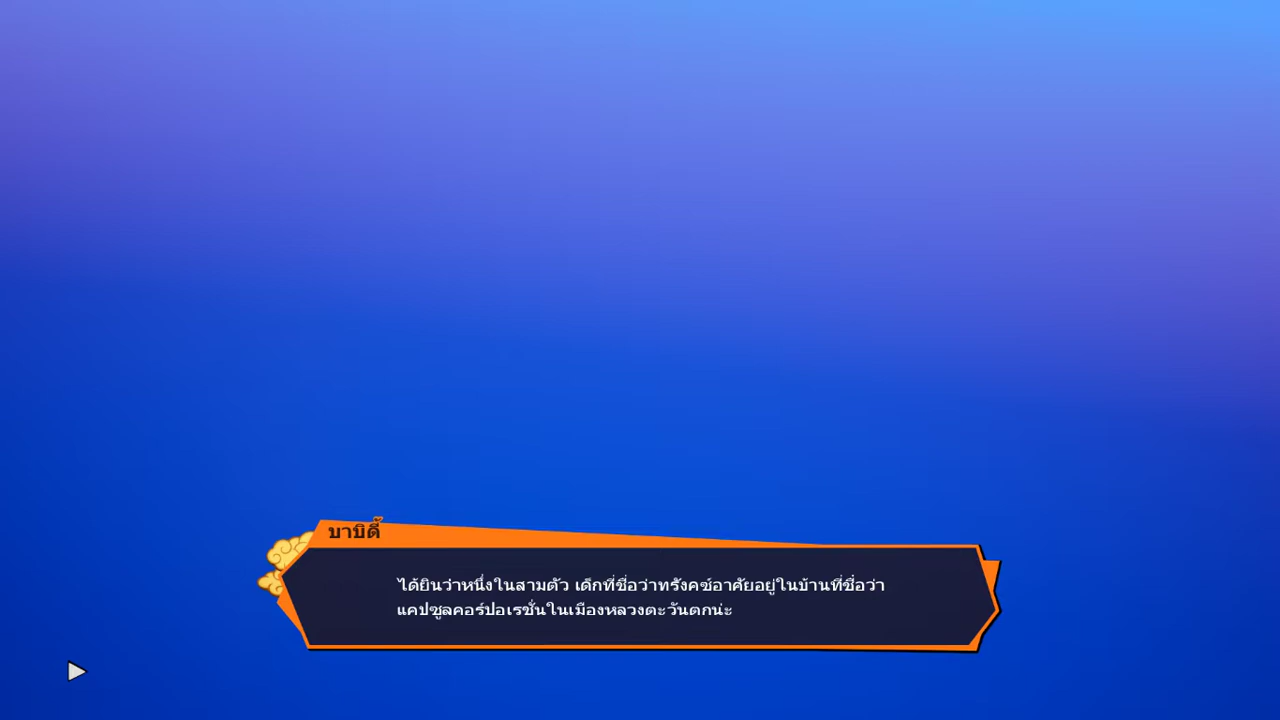 บาบิดี้
ได้ยินว่าหนึ่งในสามตัว เด็กที่ชื่อว่าทรังคซ์อาศัยอยู่ในบ้านที่ชื่อว่า
แคปซูลคอร์ปอเรชั่นในเมืองหลวงตะวันตกน่ะ